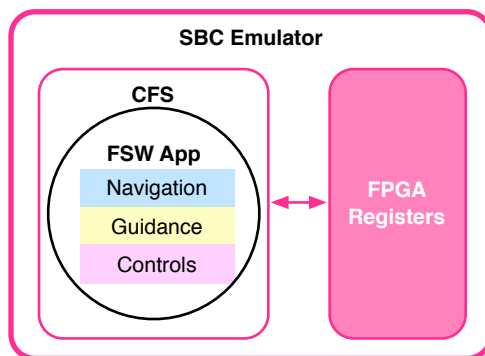 SBC Emulator
CFS
FSW App
Navigation
Guidance
Controls
FPGA
Registers